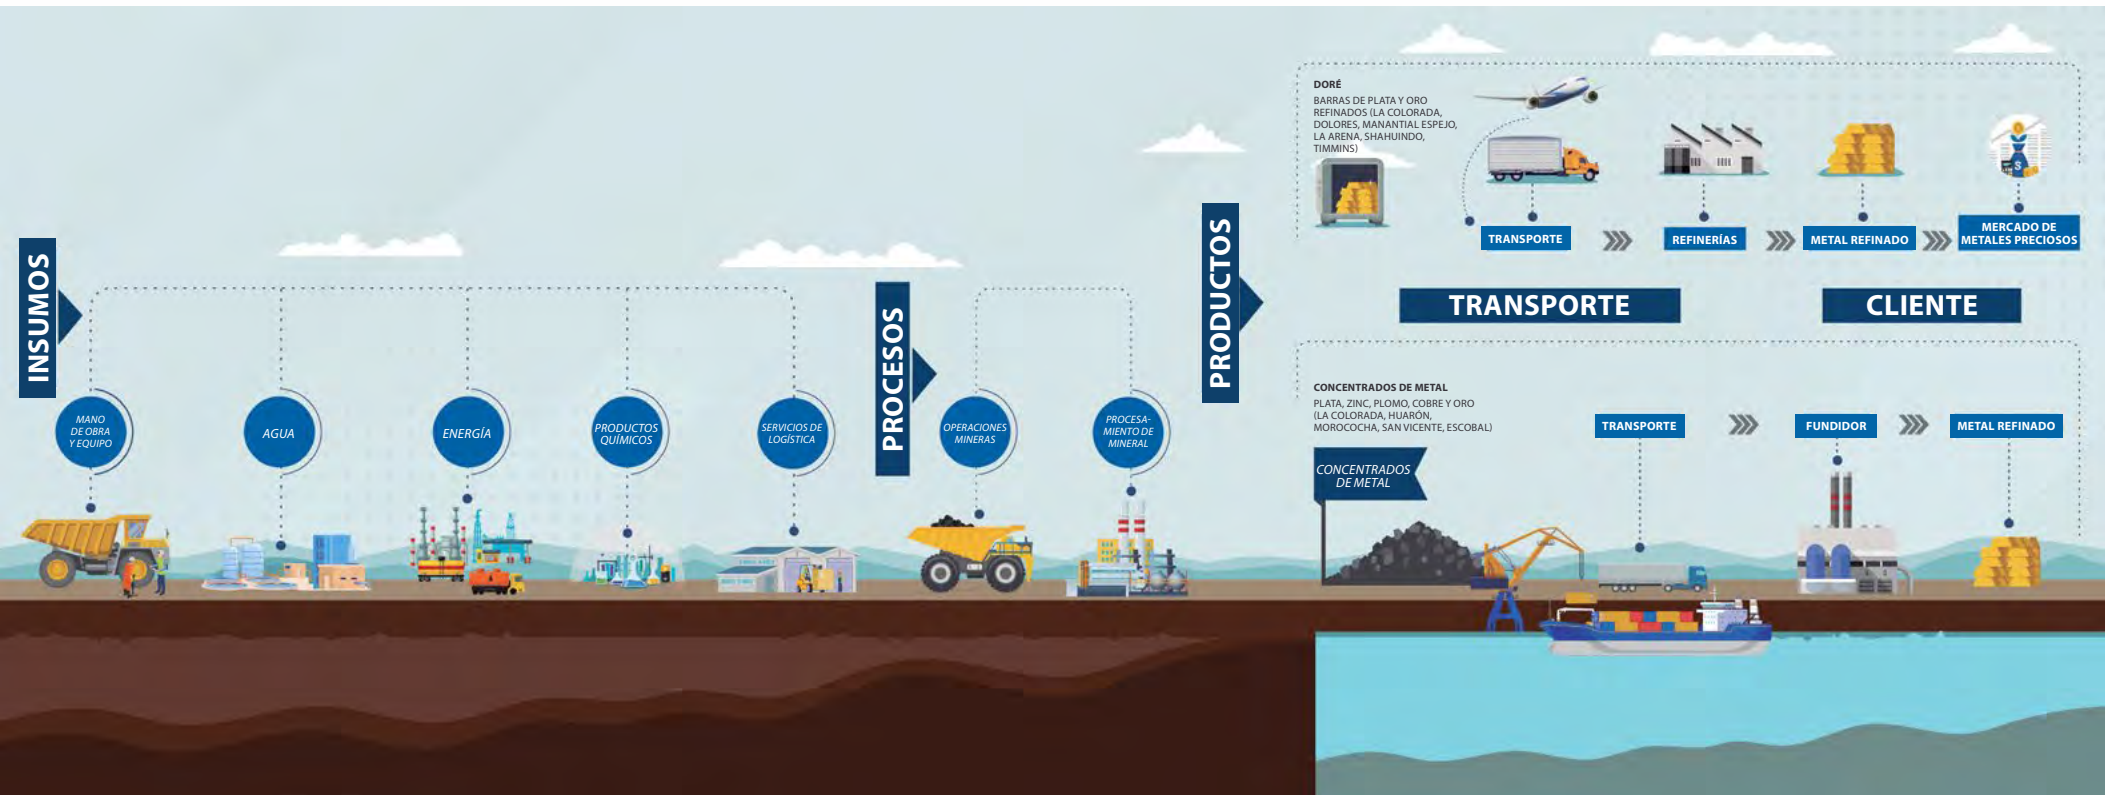 INSUMOS
MANO
DE OBRA
Y EQUIPO
AGUA
ENERGÍA
PRODUCTOS
QUÍMICOS
SERVICIOS DE
LOGÍSTICA
PROCESOS
OPERACIONES
MINERAS
PROCESA-
MIENTO DE
MINERAL
PRODUCTOS
DORÉ
BARRAS DE PLATA Y ORO
REFINADOS (LA COLORADA,
DOLORES, MANANTIAL ESPEJO,
LA ARENA, SHAHUINDO,
TIMMINS)
TRANSPORTE
REFINERÍAS
METAL REFINADO
MERCADO DE
METALES PRECIOSOS
TRANSPORTE
CLIENTE
CONCENTRADOS DE METAL
PLATA, ZINC, PLOMO, COBRE Y ORO
(LA COLORADA, HUARÓN,
MOROCOCHA, SAN VICENTE, ESCOBAL)
CONCENTRADOS
DE METAL
TRANSPORTE
FUNDIDOR
METAL REFINADO